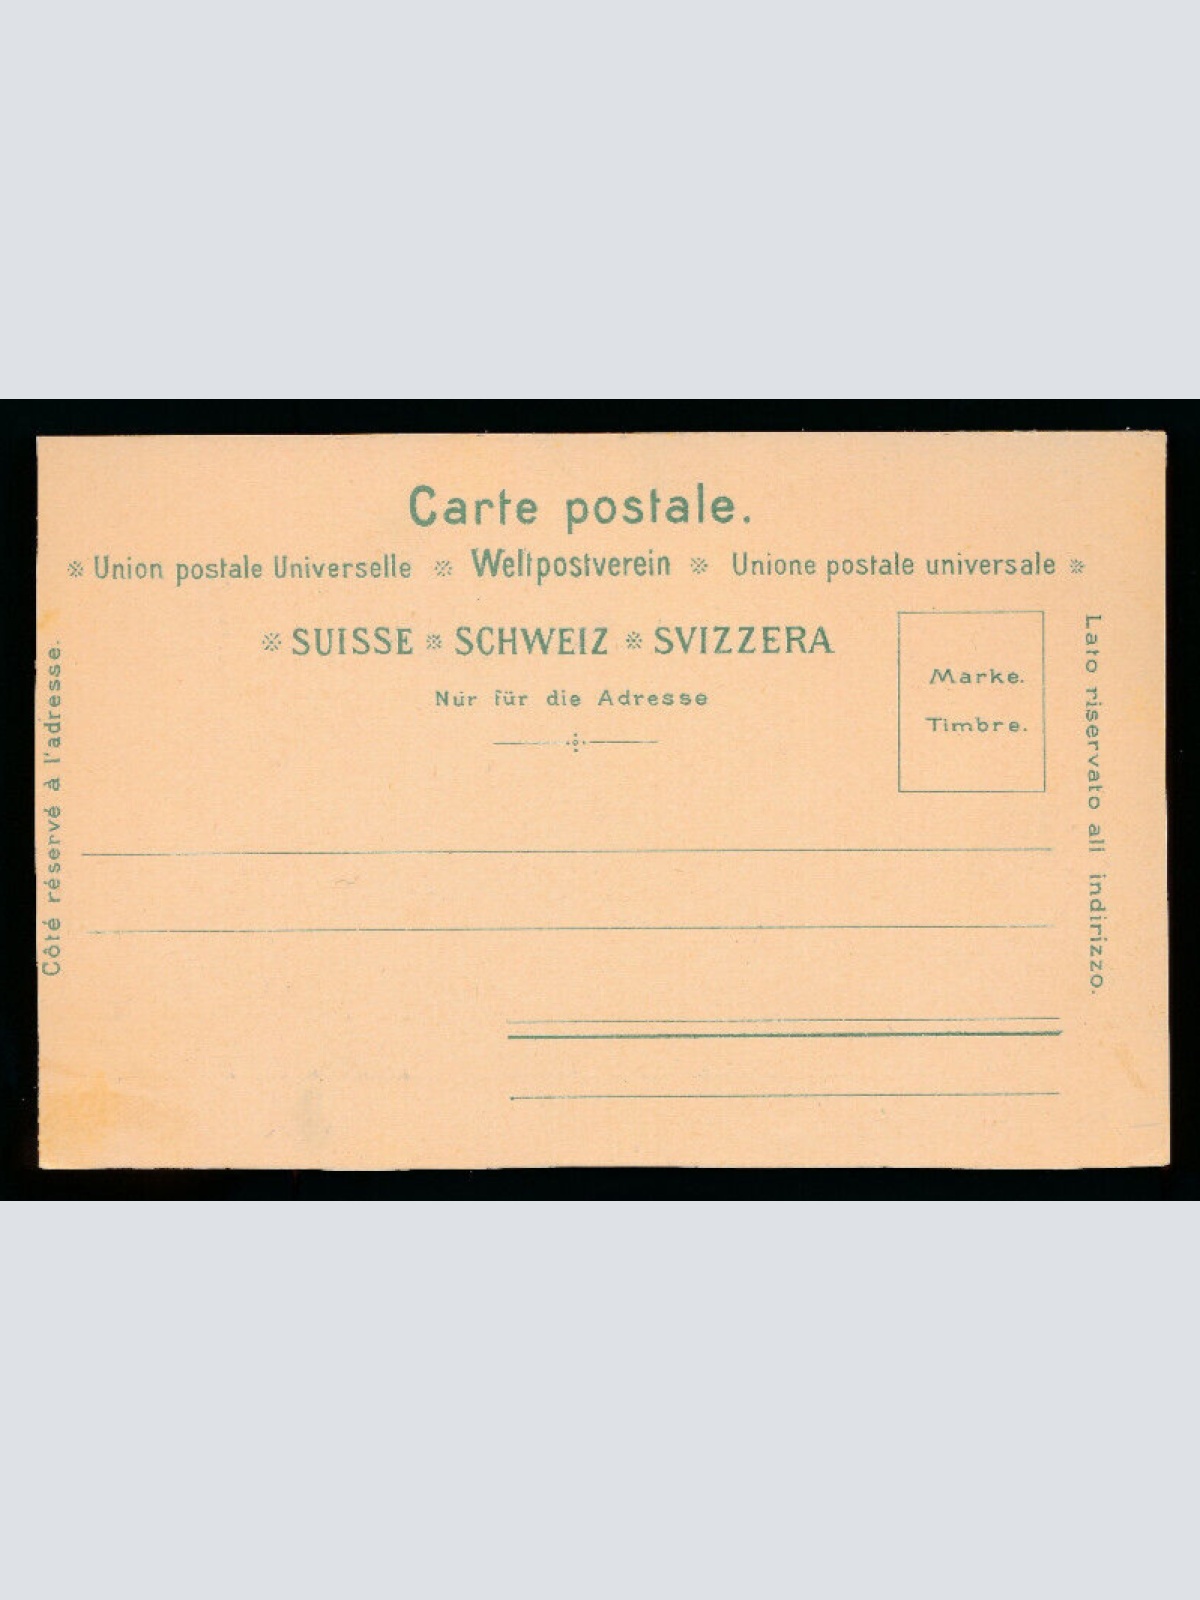 Carte postale.
※ Union postale Universelle ※ Weltpostverein ※ Unione postale universale ※
※ SUISSE ※ SCHWEIZ ※ SVIZZERA
Nur für die Adresse
Marke.
Timbre.
Côté réservé à l'adresse.
Lato riservato all indirizzo.